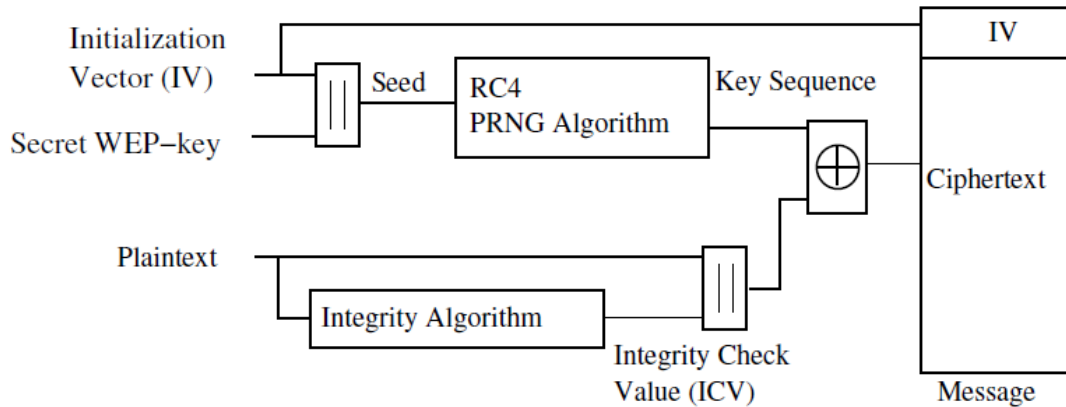 Initialization
Vector (IV)
Secret WEP−key
||
Seed
RC4
PRNG Algorithm
Key Sequence
IV
Ciphertext
Plaintext
Integrity Algorithm
||
Integrity Check
Value (ICV)
Message